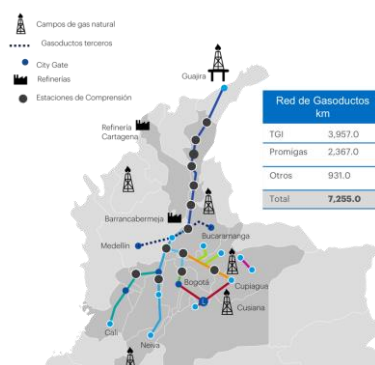 Campos de gas natural
Gasoductos terceros
City Gate
Refinerías
Estaciones de Comprensión
Guajira
Refinería
Cartagena
Red de Gasoductos
km
TGI 3,957.0
Promigas 2,367.0
Otros 931.0
Total 7,255.0
Barrancabermeja
Bucaramanga
Medellín
Bogotá
Cupiague
Cusiana
Cali
Neiva